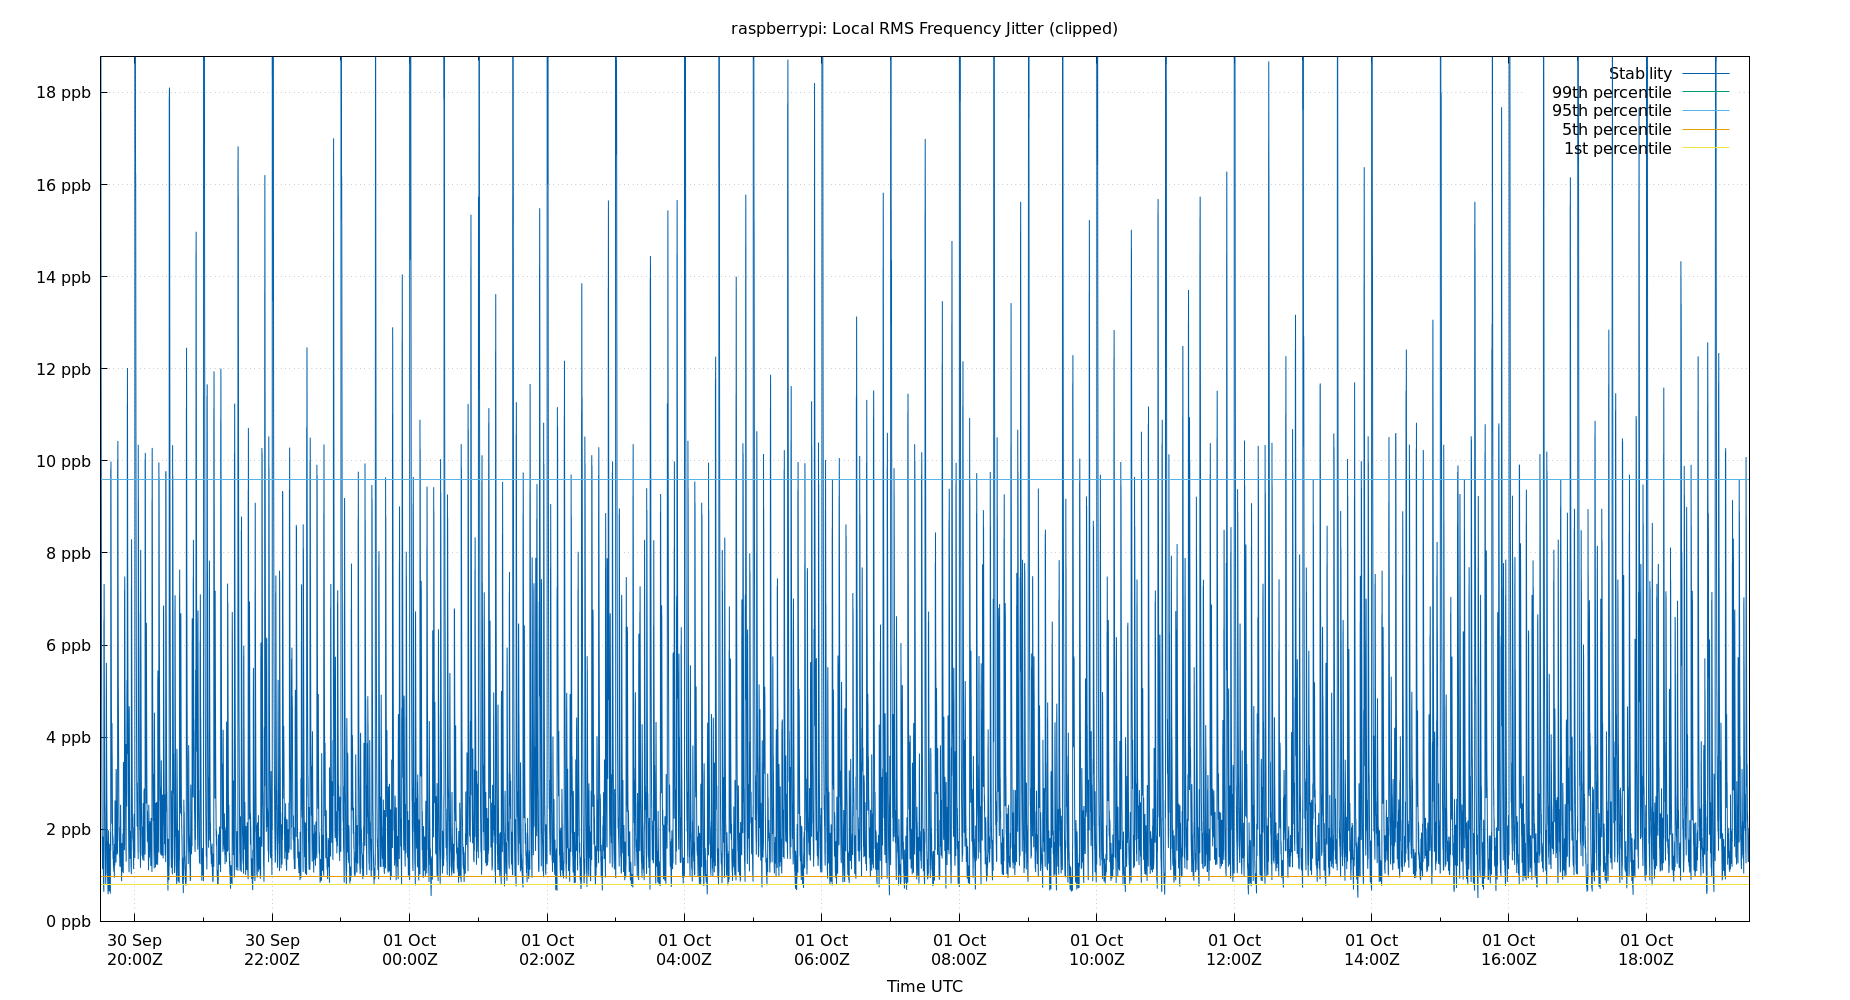 raspberrypi: Local RMS Frequency Jitter (clipped)
Stability
99th percentile
95th percentile
5th percentile
1st percentile
18 ppb
16 ppb
14 ppb
12 ppb
10 ppb
8 ppb
6 ppb
4 ppb
2 ppb
0 ppb
30 Sep 30 Sep 01 Oct 01 Oct 01 Oct 01 Oct 01 Oct 01 Oct 01 Oct 01 Oct 01 Oct 01 Oct
20:00Z 22:00Z 00:00Z 02:00Z 04:00Z 06:00Z 08:00Z 10:00Z 12:00Z 14:00Z 16:00Z 18:00Z
Time UTC